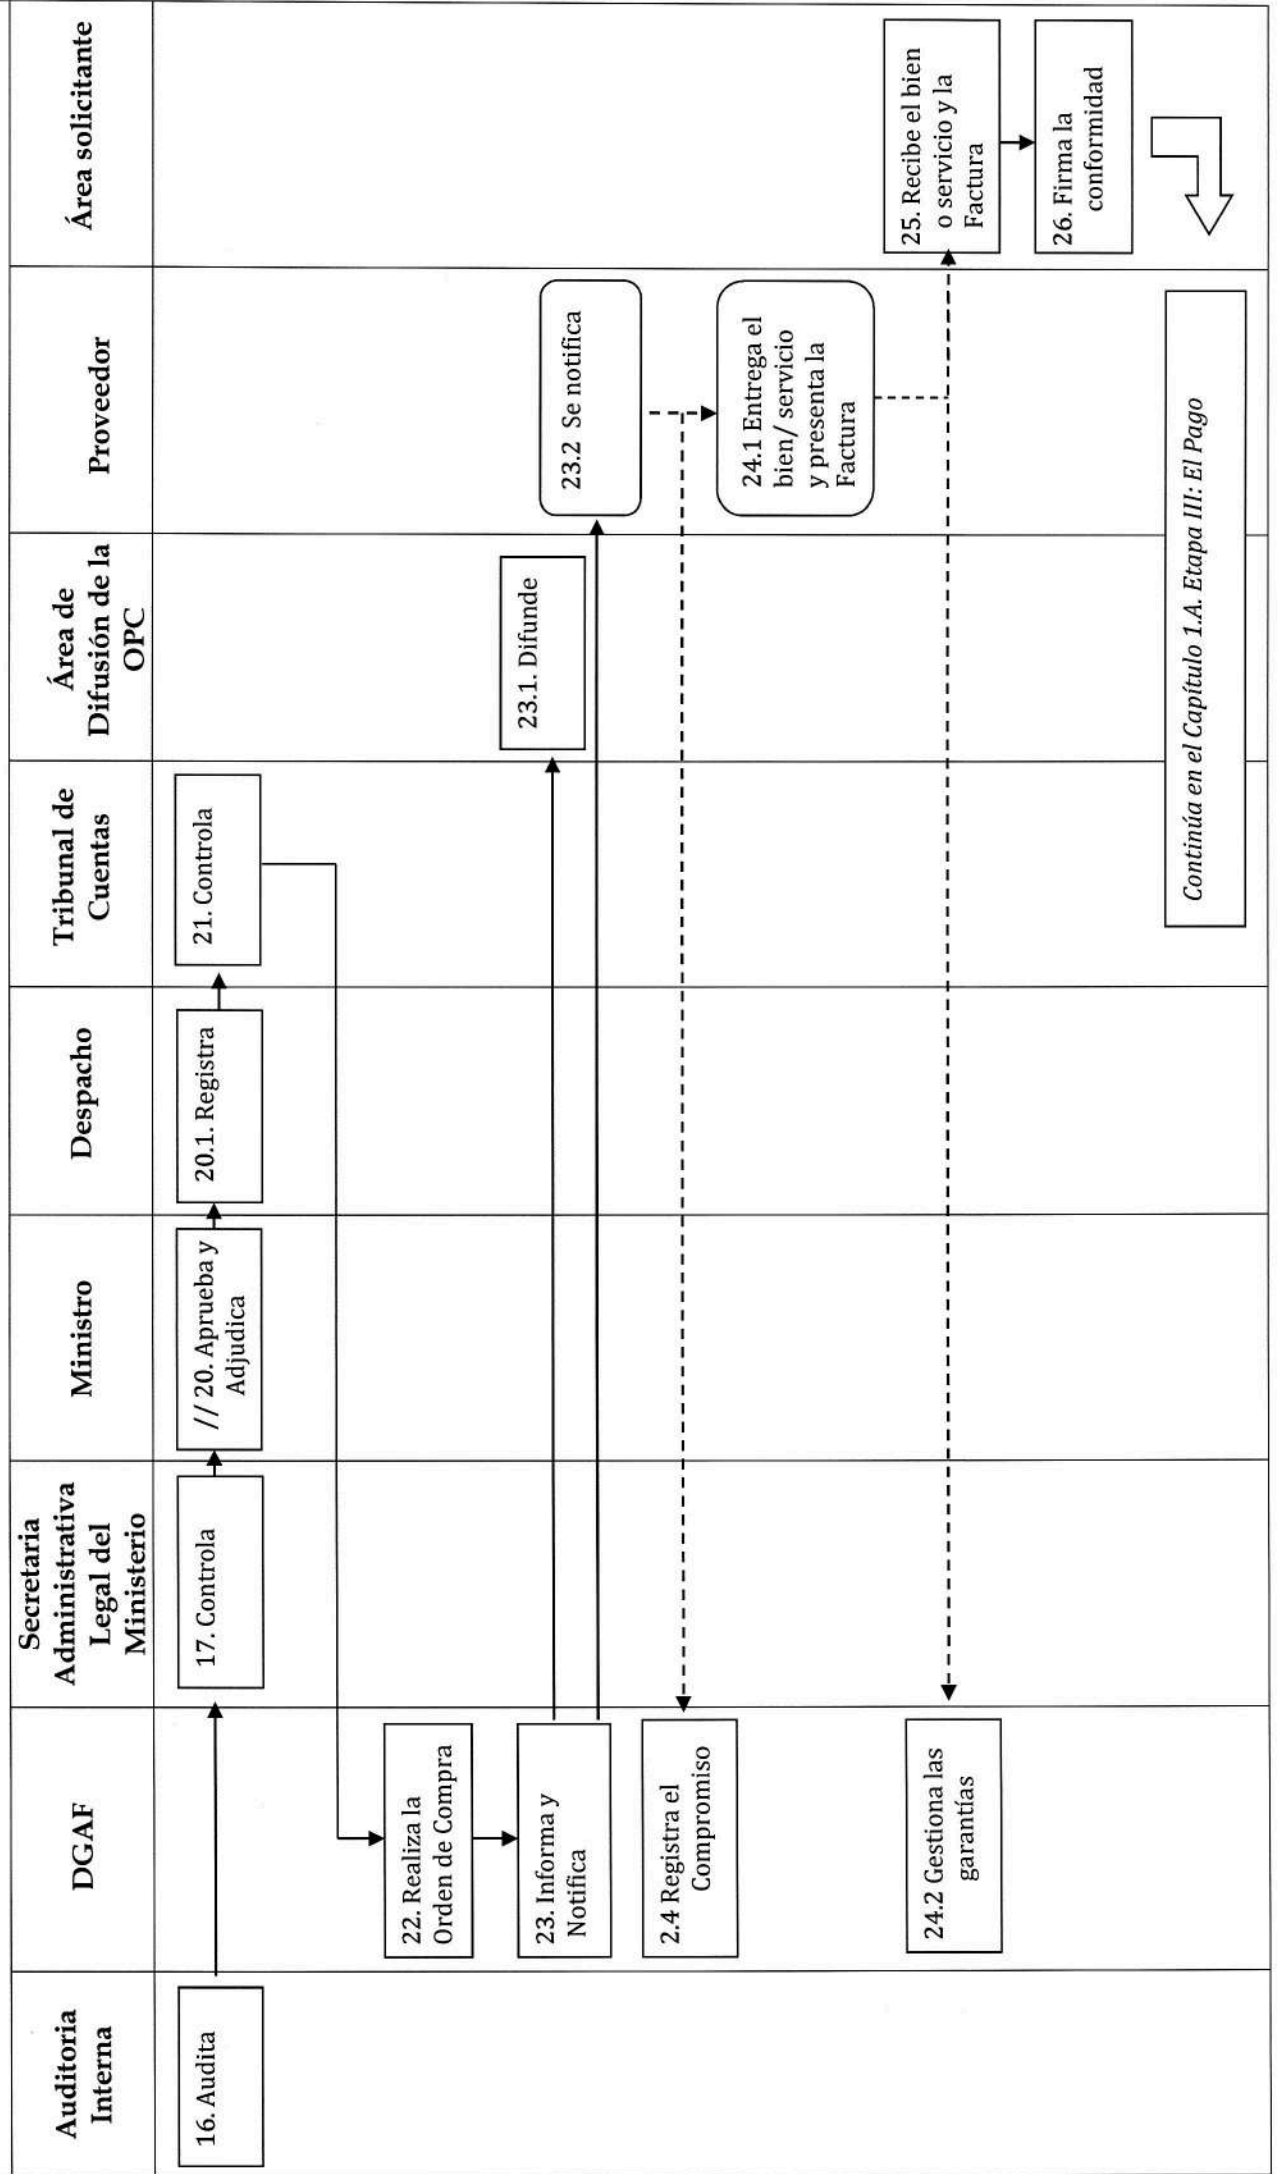 Auditoria
Interna
DGAF
Secretaria
Administrativa
Legal del
Ministerio
Ministro
Despacho
Tribunal de
Cuentas
Área de
Difusión de la
OPC
Proveedor
Área solicitante
16. Audita
17. Controla
// 20. Aprueba y
Adjudica
20.1. Registra
21. Controla
22. Realiza la
Orden de Compra
23. Informa y
Notifica
23.1. Difunde
23.2 Se notifica
2.4 Registra el
Compromiso
24.1 Entrega el
bien/ servicio
y presenta la
Factura
24.2 Gestiona las
garantías
25. Recibe el bien
o servicio y la
Factura
26. Firma la
conformidad
Continúa en el Capítulo 1.A. Etapa III: El Pago